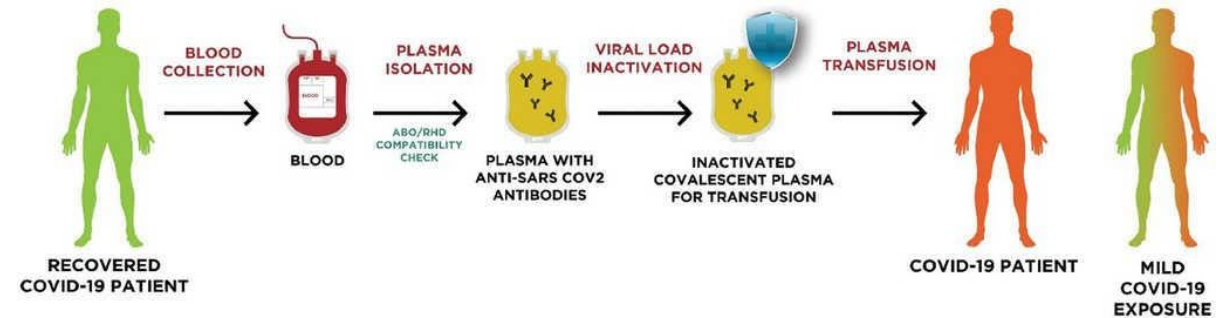 BLOOD
COLLECTION
PLASMA
ISOLATION
VIRAL LOAD
INACTIVATION
PLASMA
TRANSFUSION
BLOOD
ABO/RHD
COMPATIBILITY
CHECK
BLOOD
PLASMA WITH
ANTI-SARS COV2
ANTIBODIES
INACTIVATED
COVALESCENT PLASMA
FOR TRANSFUSION
RECOVERED
COVID-19 PATIENT
COVID-19 PATIENT
MILD
COVID-19
EXPOSURE